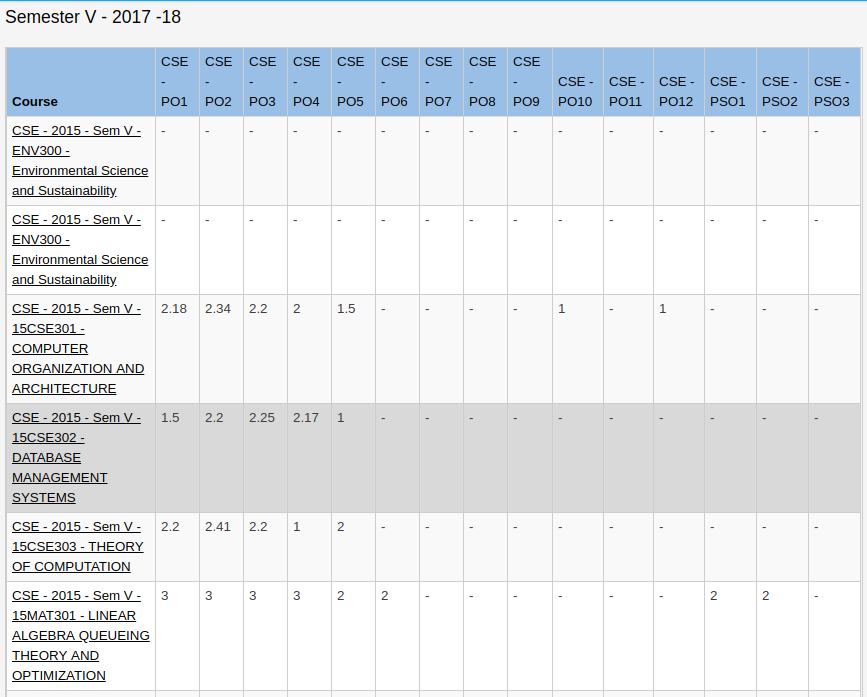 Semester V - 2017 -18
Course CSE - PO1 CSE - PO2 CSE - PO3 CSE - PO4 CSE - PO5 CSE - PO6 CSE - PO7 CSE - PO8 CSE - PO9 CSE - PO10 CSE - PO11 CSE - PO12 CSE - PSO1 CSE - PSO2 CSE - PSO3
CSE - 2015 - Sem V - - - - - - - - - - - - - - - -
ENV300 -
Environmental Science
and Sustainability
CSE - 2015 - Sem V - - - - - - - - - - - - - - - -
ENV300 -
Environmental Science
and Sustainability
CSE - 2015 - Sem V - 2.18 2.34 2.2 2 1.5 - - - - 1 - 1 - - -
15CSE301 -
COMPUTER
ORGANIZATION AND
ARCHITECTURE
CSE - 2015 - Sem V - 1.5 2.2 2.25 2.17 1 - - - - - - - - - -
15CSE302 -
DATABASE
MANAGEMENT
SYSTEMS
CSE - 2015 - Sem V - 2.2 2.41 2.2 1 2 - - - - - - - - - -
15CSE303 - THEORY
OF COMPUTATION
CSE - 2015 - Sem V - 3 3 3 3 2 2 - - - - - - 2 2 -
15MAT301 - LINEAR
ALGEBRA QUEUEING
THEORY AND
OPTIMIZATION